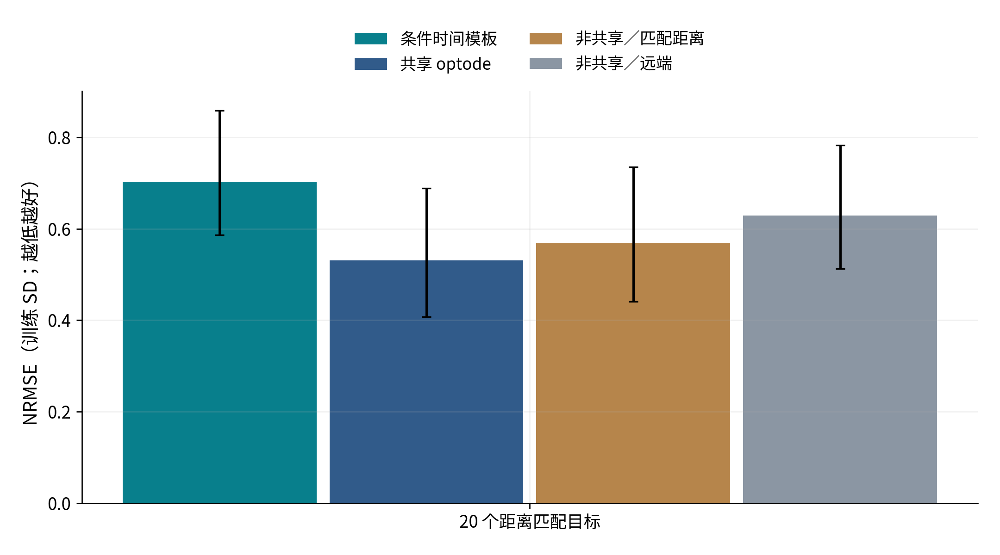 条件时间模板
共享 optode
非共享／匹配距离
非共享／远端
NRMSE（训练 SD；越低越好）
0.8
0.6
0.4
0.2
0.0
20 个距离匹配目标